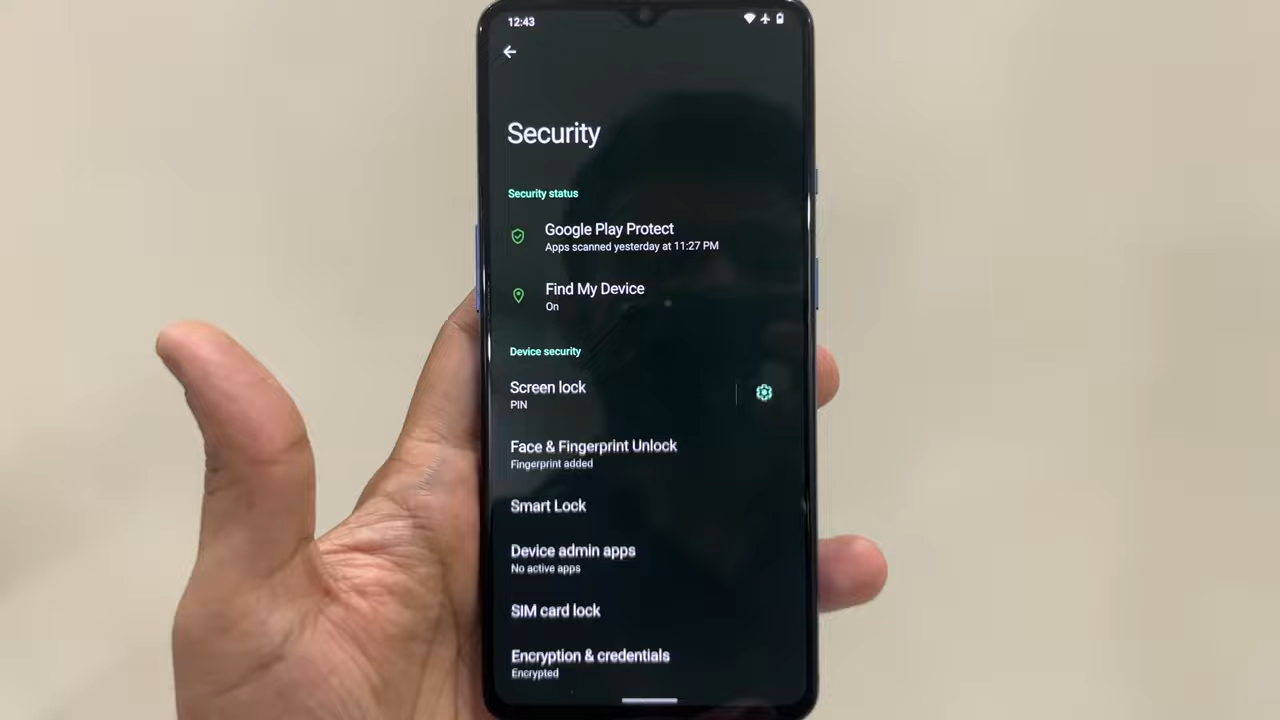 12:43
Security
Security status
Google Play Protect
Apps scanned yesterday at 11:27 PM
Find My Device
On
Device security
Screen lock
PIN
Face & Fingerprint Unlock
Fingerprint added
Smart Lock
Device admin apps
No active apps
SIM card lock
Encryption & credentials
Encrypted